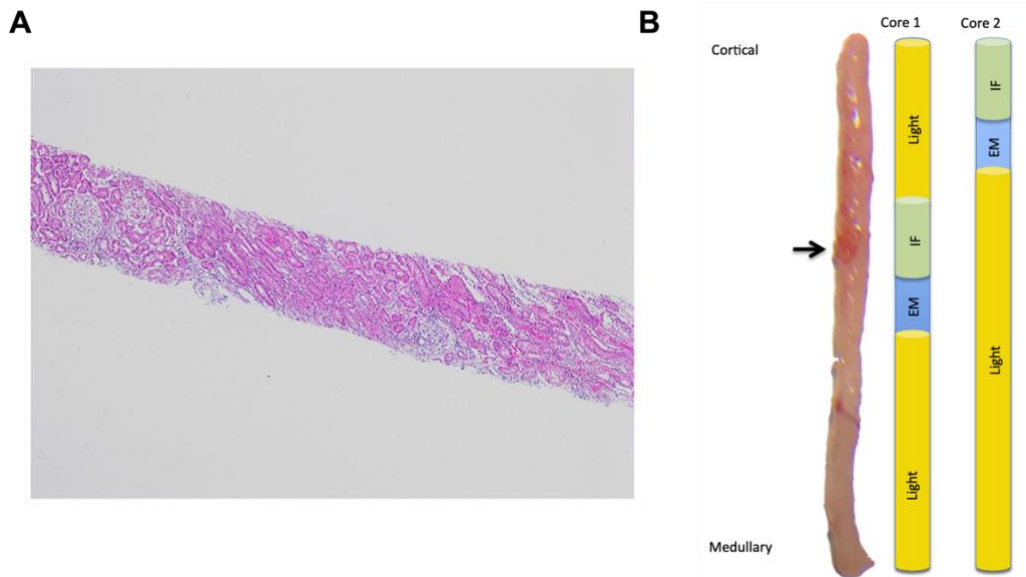 A
B
Core 1
Core 2
Cortical
Light
IF
EM
Light
IF
EM
Light
Medullary